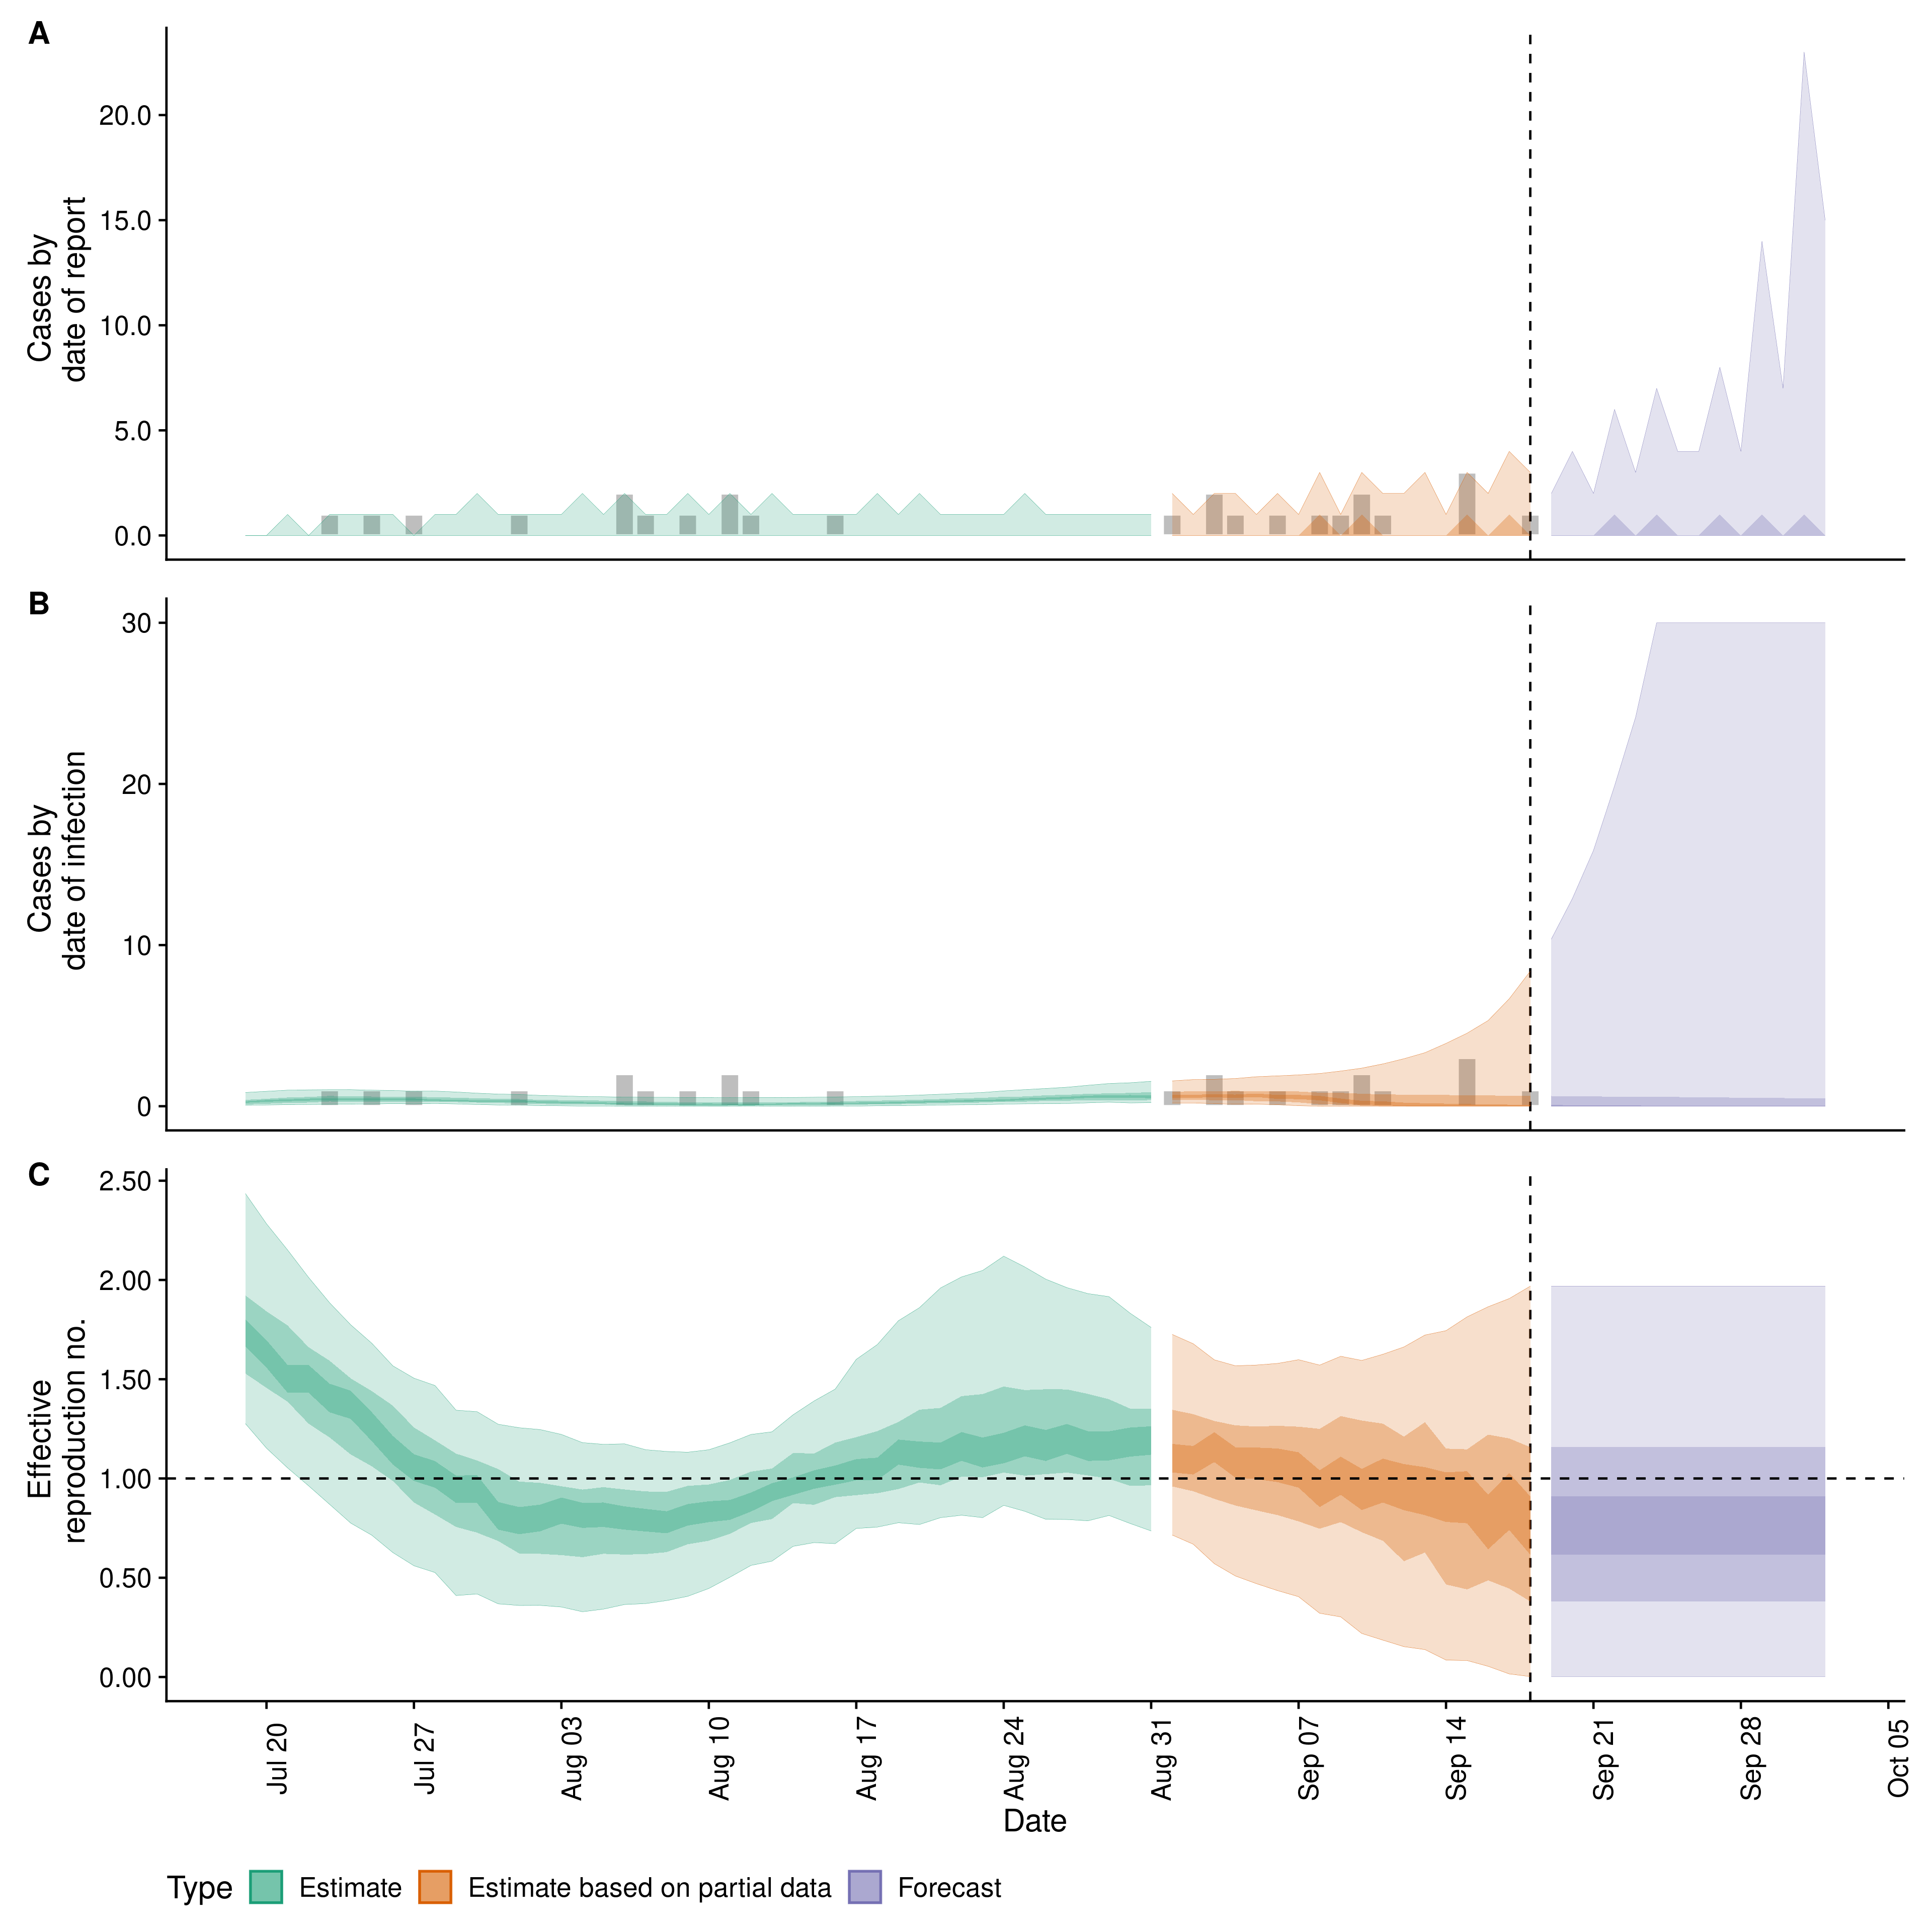 A
Cases by
date of report
20.0
15.0
10.0
5.0
0.0
B
Cases by
date of infection
30
20
10
0
C
Effective
reproduction no.
2.50
2.00
1.50
1.00
0.50
0.00
Jul 20
Jul 27
Aug 03
Aug 10
Aug 17
Aug 24
Aug 31
Sep 07
Sep 14
Sep 21
Sep 28
Oct 05
Date
Type Estimate Estimate based on partial data Forecast